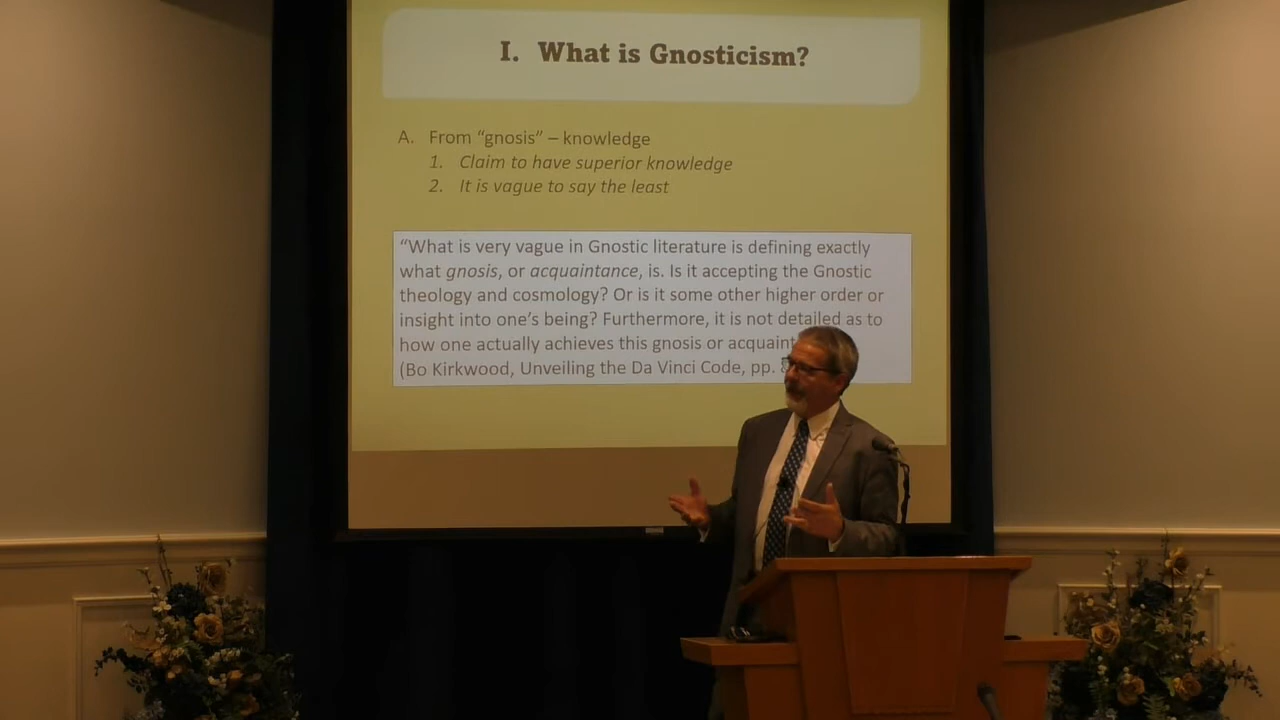 I. What is Gnosticism?
A. From “gnosis” – knowledge
1. Claim to have superior knowledge
2. It is vague to say the least
“What is very vague in Gnostic literature is defining exactly
what gnosis, or acquaintance, is. Is it accepting the Gnostic
theology and cosmology? Or is it some other higher order or
insight into one’s being? Furthermore, it is not detailed as to
how one actually achieves this gnosis or
(Bo Kirkwood, Unveiling the Da Vinci Code, pp.